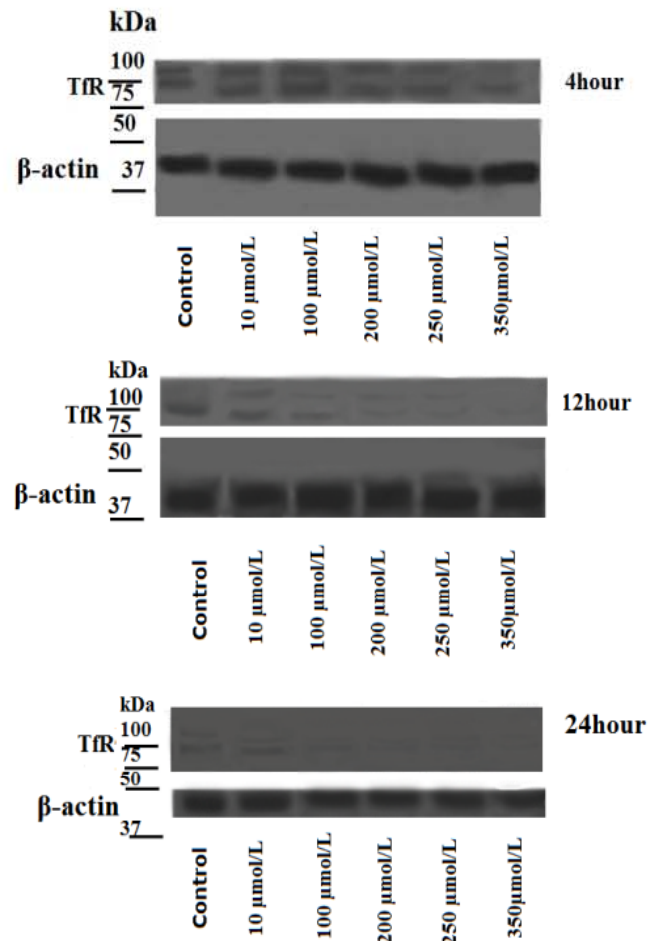 kDa
100
TfR
75
4hour
50
β-actin
37
Control
10 µmol/L
100 µmol/L
200 µmol/L
250 µmol/L
350µmol/L
kDa
100
TfR
75
12hour
50
β-actin
37
Control
10 µmol/L
100 µmol/L
200 µmol/L
250 µmol/L
350µmol/L
kDa
100
TfR
75
24hour
50
β-actin
37
Control
10 µmol/L
100 µmol/L
200 µmol/L
250 µmol/L
350µmol/L